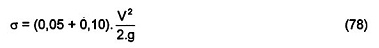 σ = (0,05 + 0,10).V²/2.g (78)